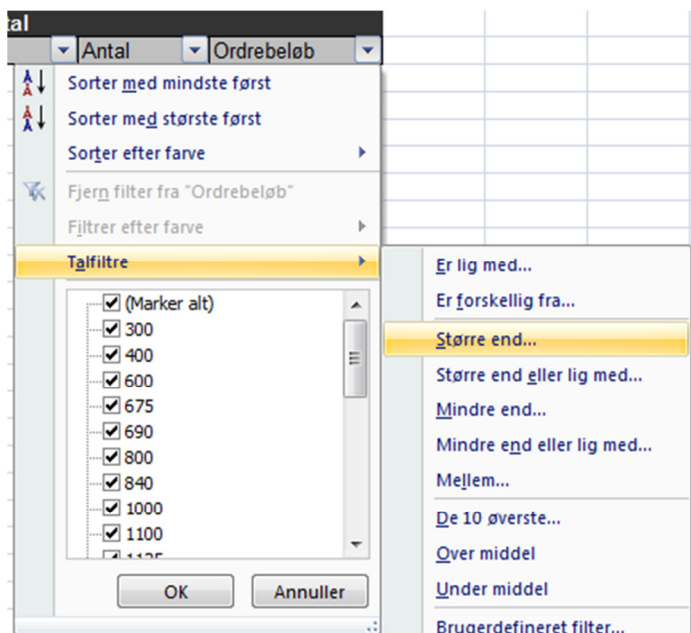 tal
Antal
Ordrebeløb
Sorter med mindste først
Sorter med største først
Sorter efter farve
Fjern filter fra "Ordrebeløb"
Filtrer efter farve
Talfiltre
(Marker alt)
300
400
600
675
690
800
840
1000
1100
1125
OK
Annuller
Er lig med...
Er forskellig fra...
Større end...
Større end eller lig med...
Mindre end...
Mindre end eller lig med...
Mellem...
De 10 øverste...
Over middel
Under middel
Brugerdefineret filter...